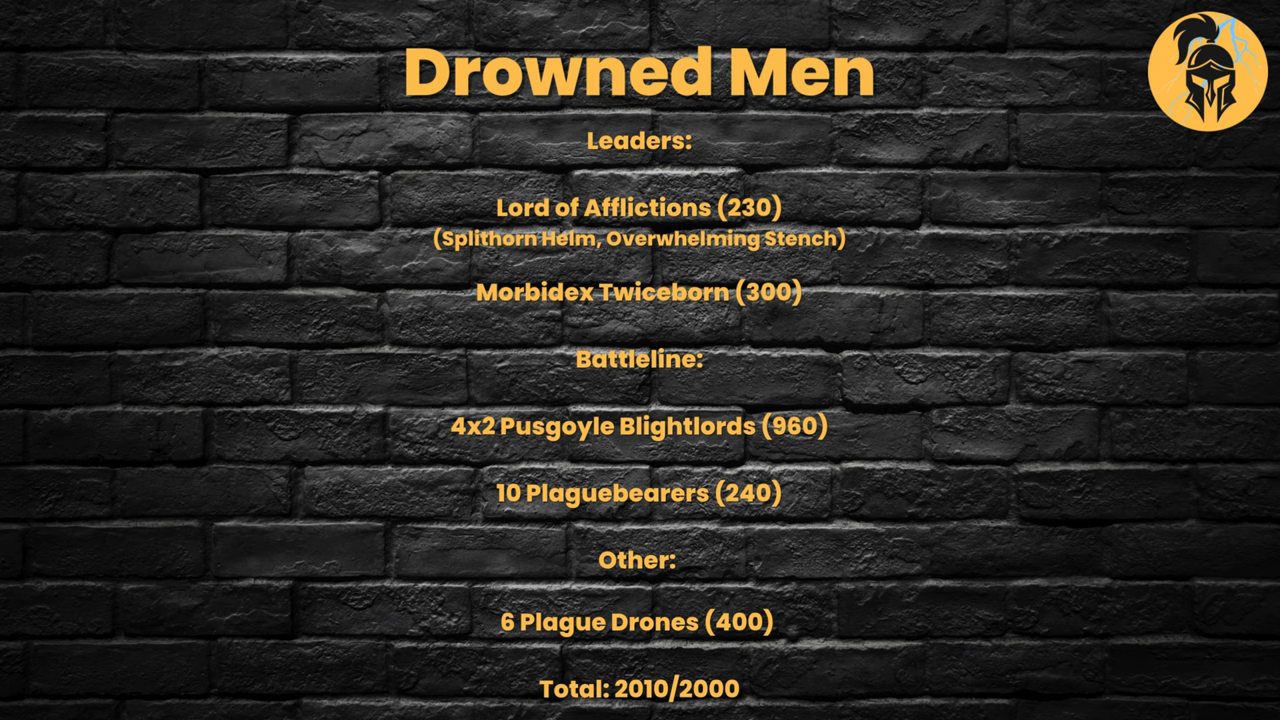 Drowned Men
Leaders:
Lord of Afflictions (230)
(Splithorn Helm, Overwhelming Stench)
Morbidex Twiceborn (300)
Battleline:
4x2 Pusgoyle Blightlords (960)
10 Plaguebearers (240)
Other:
6 Plague Drones (400)
Total: 2010/2000